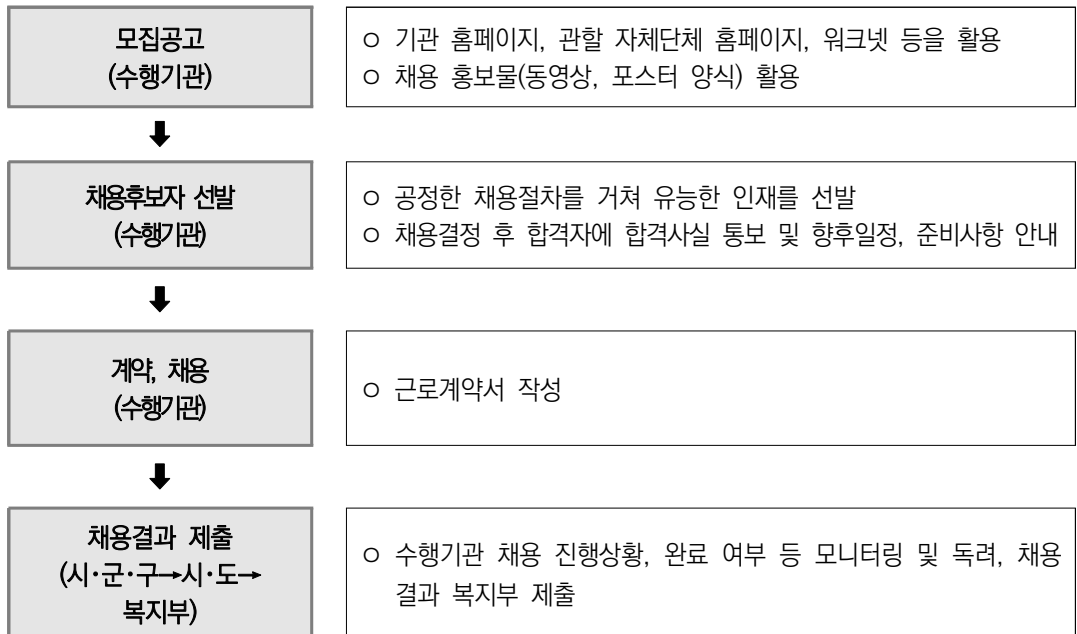 모집공고
(수행기관)
ㅇ 기관 홈페이지, 관할 자체단체 홈페이지, 워크넷 등을 활용
ㅇ 채용 홍보물(동영상, 포스터 양식) 활용
채용후보자 선발
(수행기관)
ㅇ 공정한 채용절차를 거쳐 유능한 인재를 선발
ㅇ 채용결정 후 합격자에 합격사실 통보 및 향후일정, 준비사항 안내
계약, 채용
(수행기관)
ㅇ 근로계약서 작성
채용결과 제출
(시·군·구→시·도→
복지부)
ㅇ 수행기관 채용 진행상황, 완료 여부 등 모니터링 및 독려, 채용
결과 복지부 제출